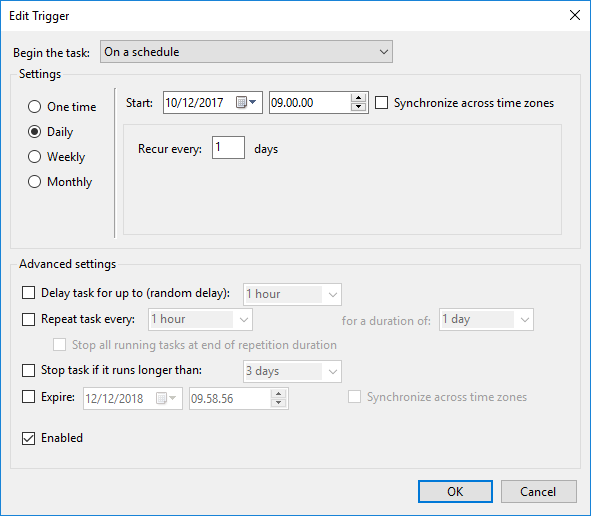 Edit Trigger
Begin the task: On a schedule
Settings
One time
Daily
Weekly
Monthly
Start: 10/12/2017 09.00.00 Synchronize across time zones
Recur every: 1 days
Advanced settings
Delay task for up to (random delay): 1 hour
Repeat task every: 1 hour for a duration of: 1 day
Stop all running tasks at end of repetition duration
Stop task if it runs longer than: 3 days
Expire: 12/12/2018 09.58.56 Synchronize across time zones
Enabled
OK Cancel